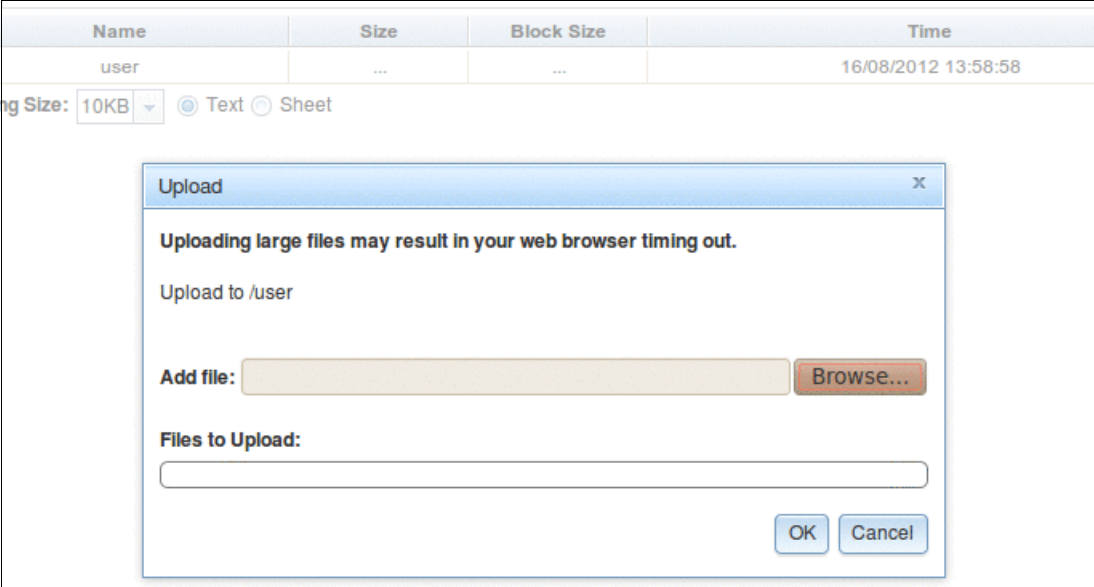 Name Size Block Size Time
user ... ... 16/08/2012 13:58:58
ng Size: 10KB Text Sheet
Upload x
Uploading large files may result in your web browser timing out.
Upload to /user
Add file: Browse...
Files to Upload:
OK Cancel